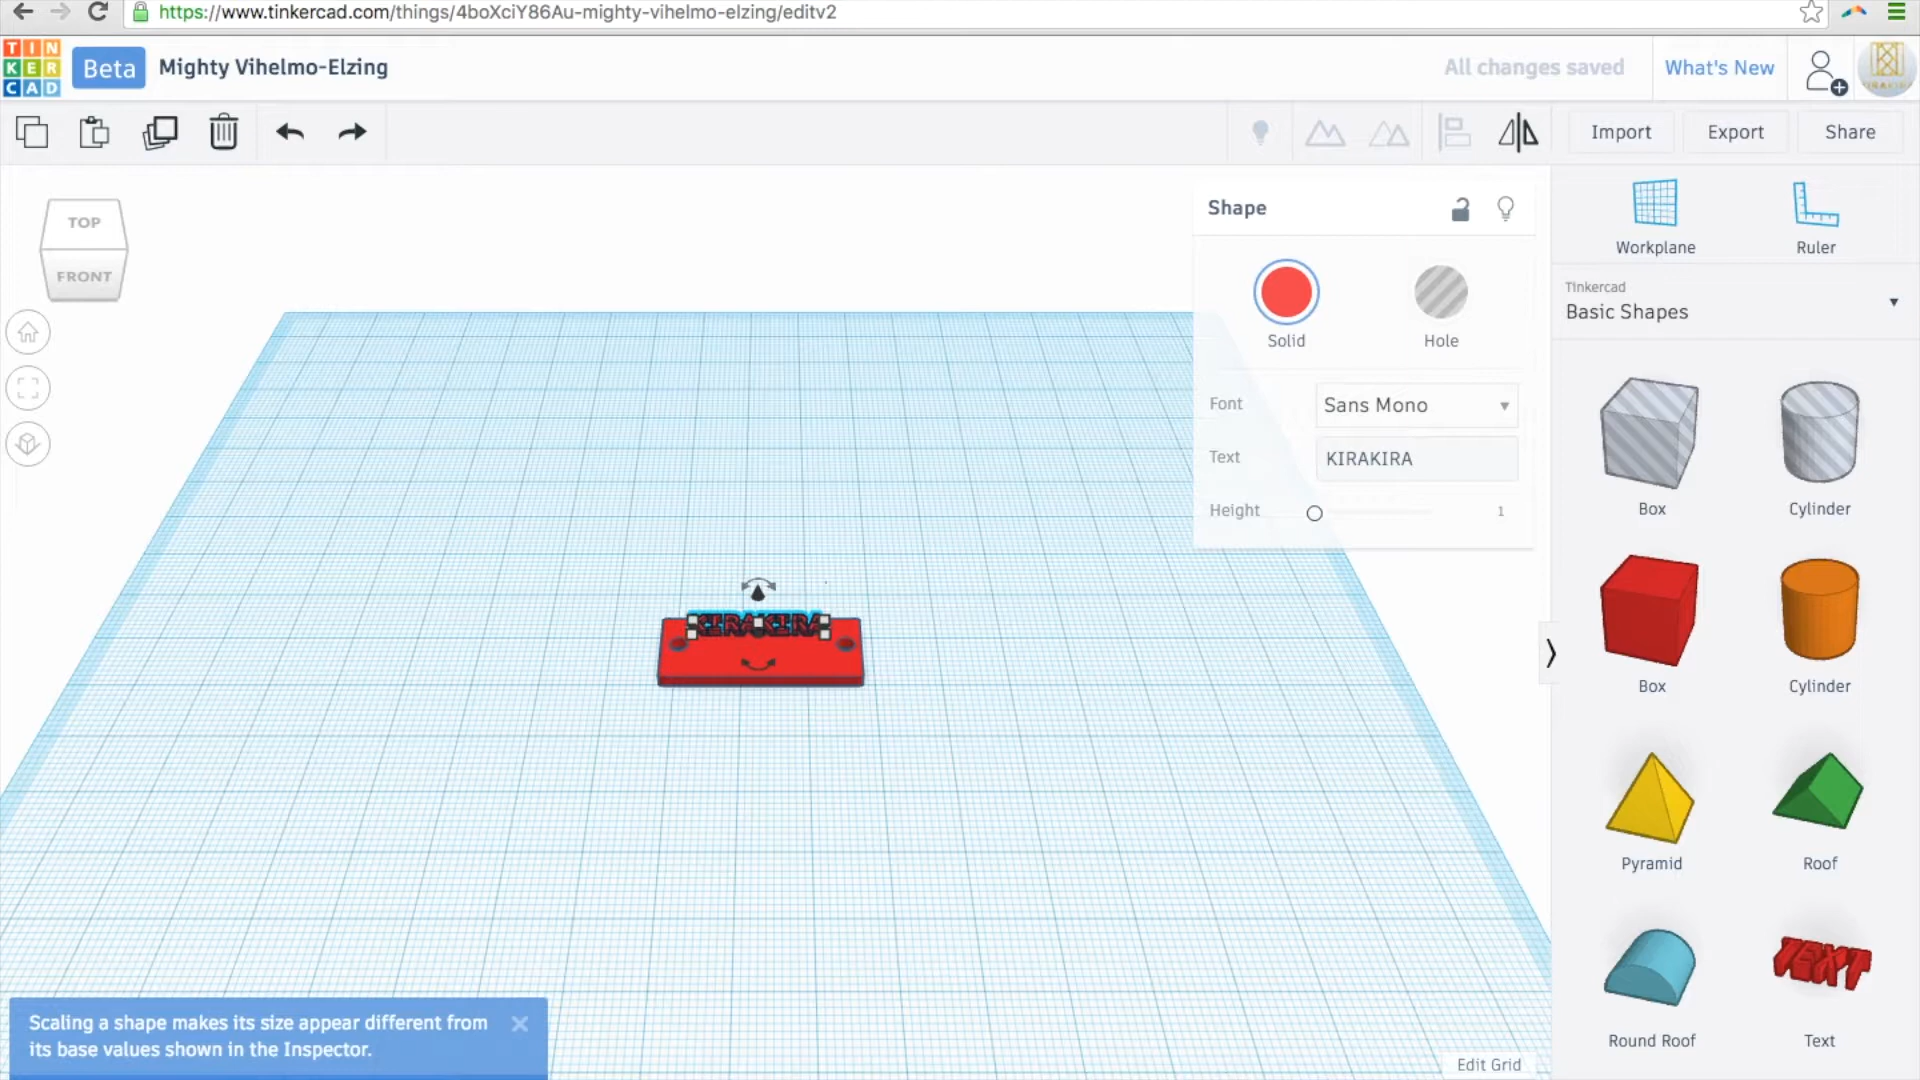 https://www.tinkercad.com/things/4boXciY86Au-mighty-vihelmo-elzing/editv2
TIN
KER
CAD
Beta
Mighty Vihelmo-Elzing
All changes saved
What's New
KIRAKIRA
Import
Export
Share
TOP
FRONT
Shape
Solid
Hole
Font
Sans Mono
Text
KIRAKIRA
Height
1
Workplane
Ruler
Tinkercad
Basic Shapes
Box
Cylinder
Box
Cylinder
Pyramid
Roof
Round Roof
TEXT
Text
KIRAKIRA
Scaling a shape makes its size appear different from
its base values shown in the Inspector.
Edit Grid